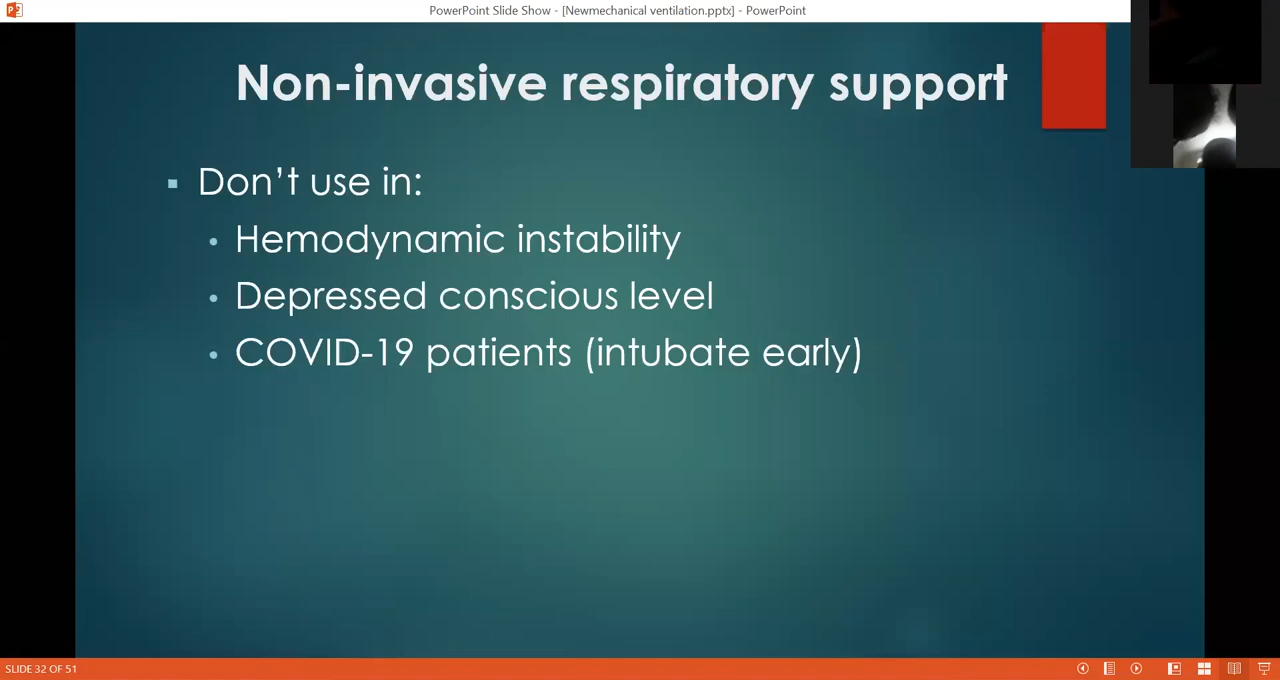 PowerPoint Slide Show - [Newmechanical ventilation.pptx] - PowerPoint
Non-invasive respiratory support
Don’t use in:
Hemodynamic instability
Depressed conscious level
COVID-19 patients (intubate early)
SLIDE 32 OF 51